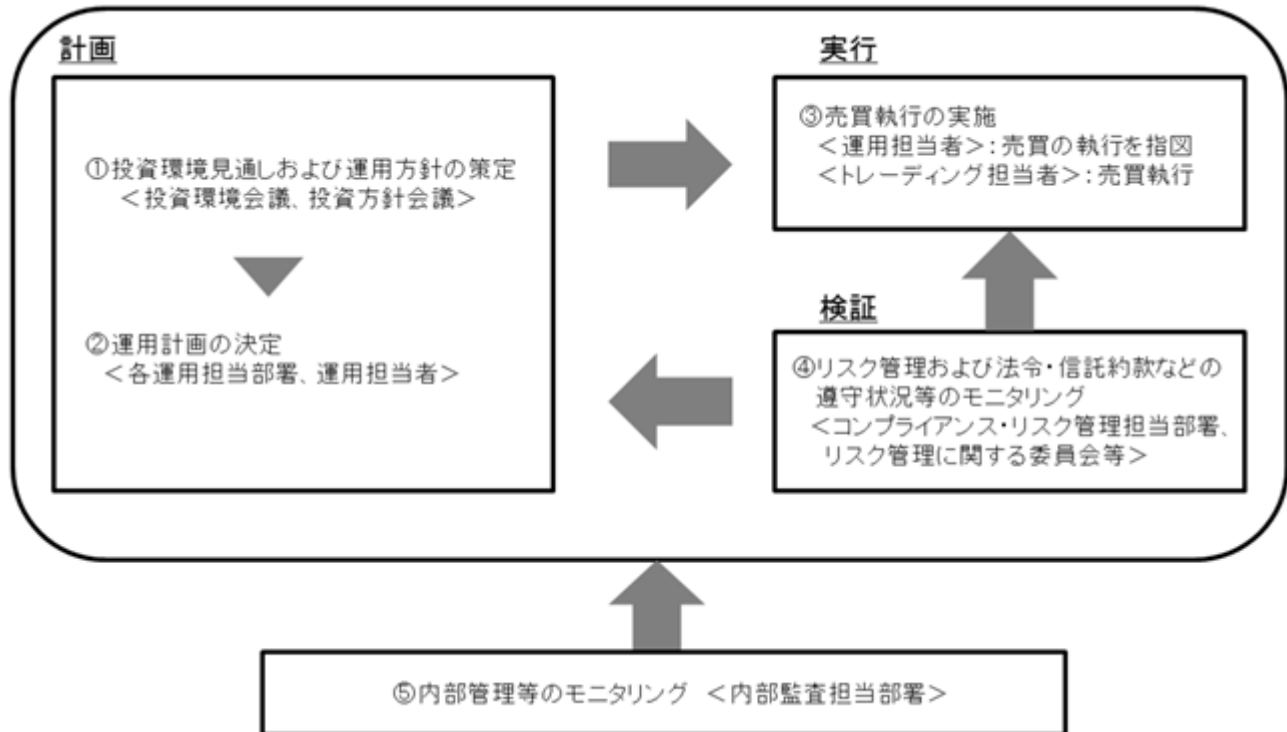 計画
①投資環境見通しおよび運用方針の策定
＜投資環境会議、投資方針会議＞
②運用計画の決定
＜各運用担当部署、運用担当者＞
実行
③売買執行の実施
＜運用担当者＞：売買の執行を指図
＜トレーディング担当者＞：売買執行
検証
④リスク管理および法令・信託約款などの
遵守状況等のモニタリング
＜コンプライアンス・リスク管理担当部署、
リスク管理に関する委員会等＞
⑤内部管理等のモニタリング ＜内部監査担当部署＞